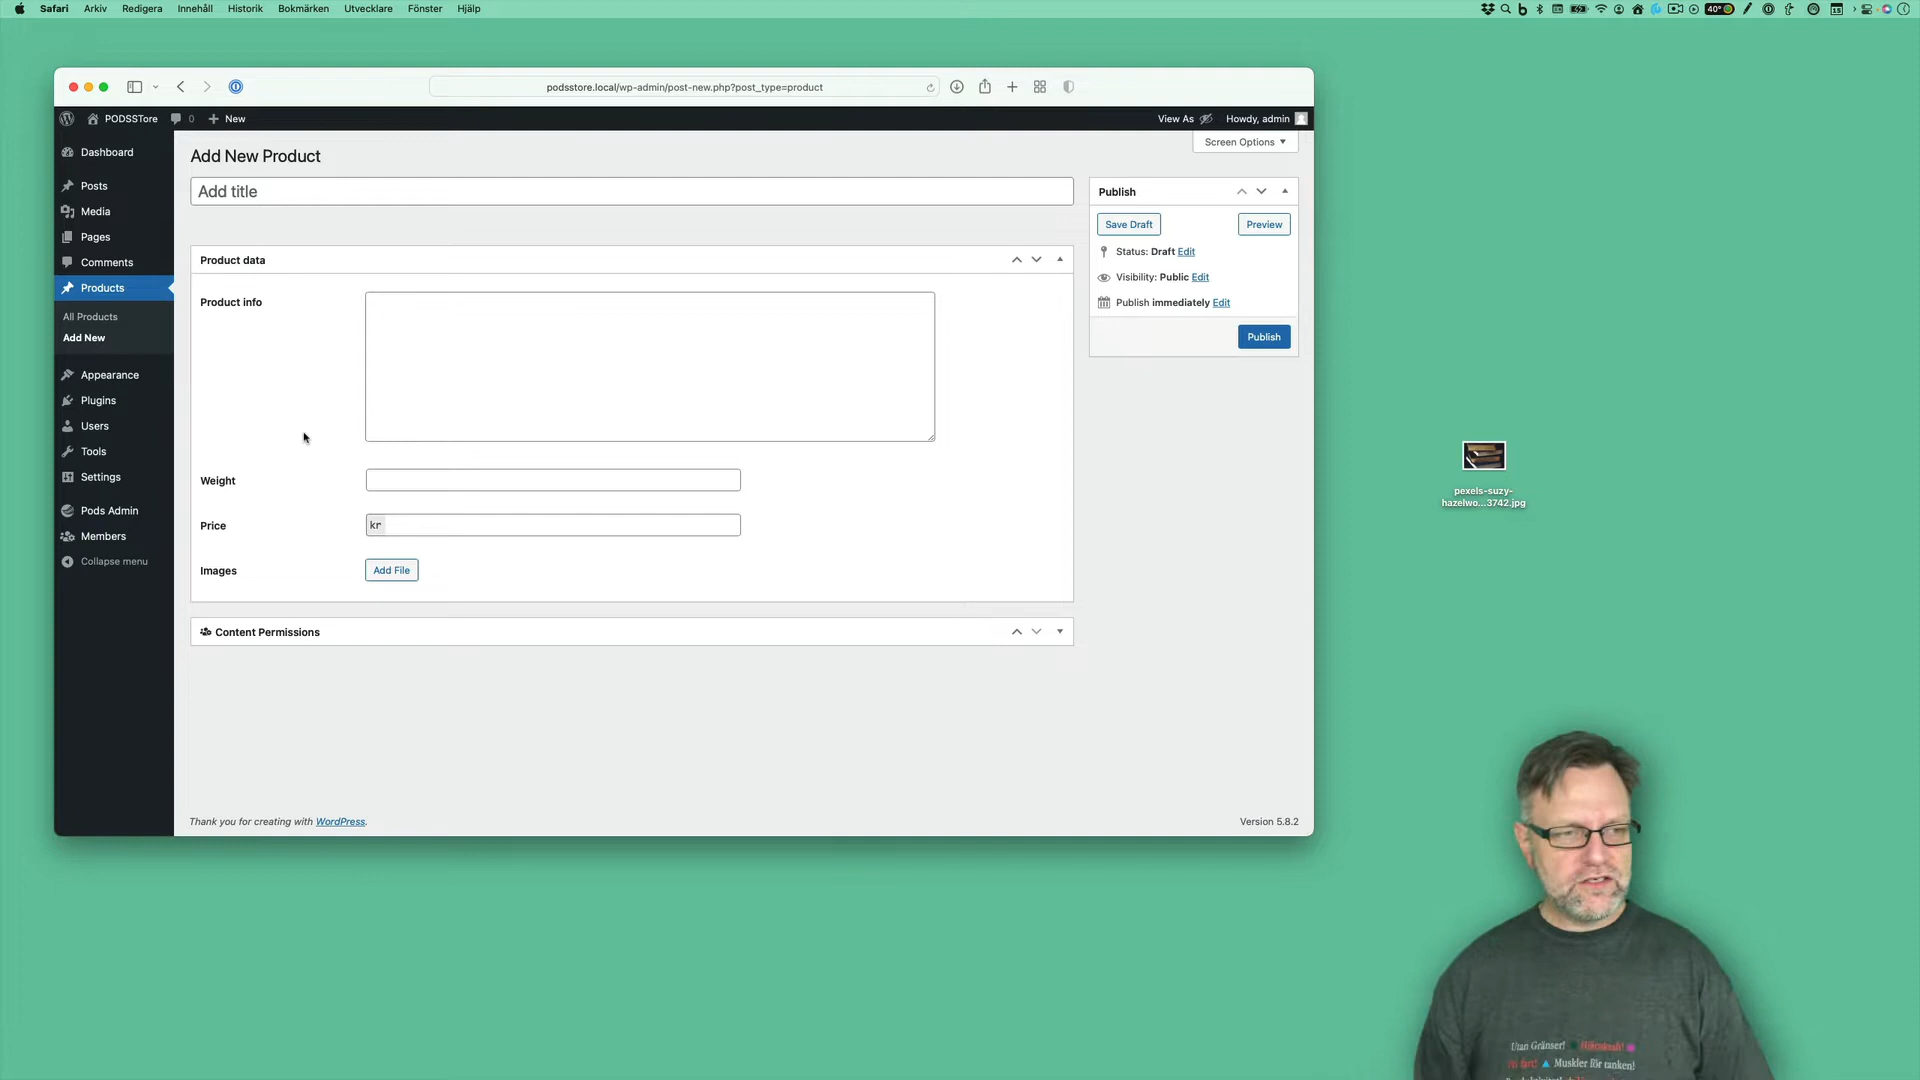 Safari Arkiv Redigera Innehåll Historik Bokmärken Utvecklare Fönster Hjälp
40°
15
podsstore.local/wp-admin/post-new.php?post_type=product
PODSSTore 0 New
View As Howdy, admin
Screen Options
Dashboard
Posts
Media
Pages
Comments
Products
All Products
Add New
Appearance
Plugins
Users
Tools
Settings
Pods Admin
Members
Collapse menu
Add New Product
Add title
Product data
Product info
Weight
Price kr
Images Add File
Content Permissions
Publish
Save Draft Preview
Status: Draft Edit
Visibility: Public Edit
Publish immediately Edit
Publish
Thank you for creating with WordPress.
Version 5.8.2
pexels-suzy-
hazelwo...3742.jpg
Utan Gränser!
Muskler för tanken!